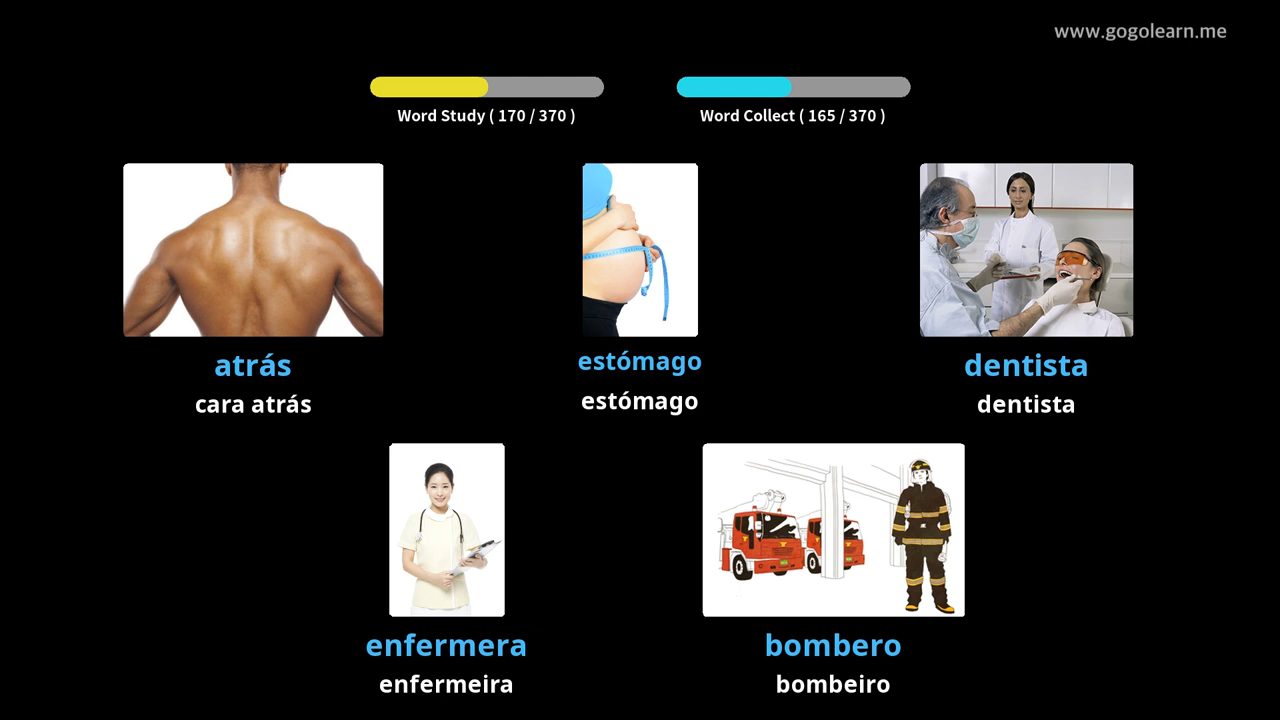 www.gogolearn.me
Word Study ( 170 / 370 )
Word Collect ( 165 / 370 )
atrás
cara atrás
estómago
estómago
dentista
dentista
enfermera
enfermeira
bombero
bombeiro